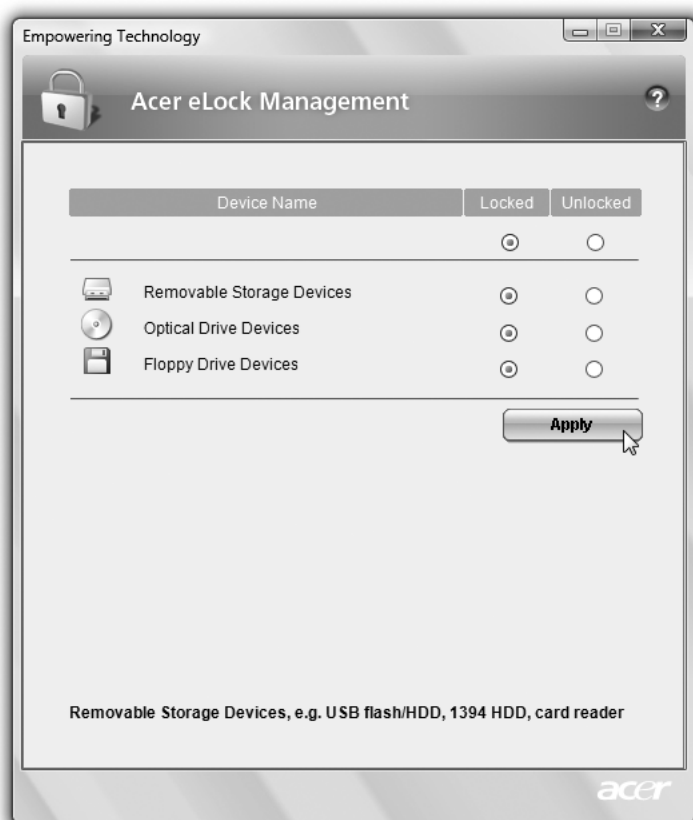 Empowering Technology
Acer eLock Management
?
Device Name Locked Unlocked
Removable Storage Devices
Optical Drive Devices
Floppy Drive Devices
Apply
Removable Storage Devices, e.g. USB flash/HDD, 1394 HDD, card reader
acer